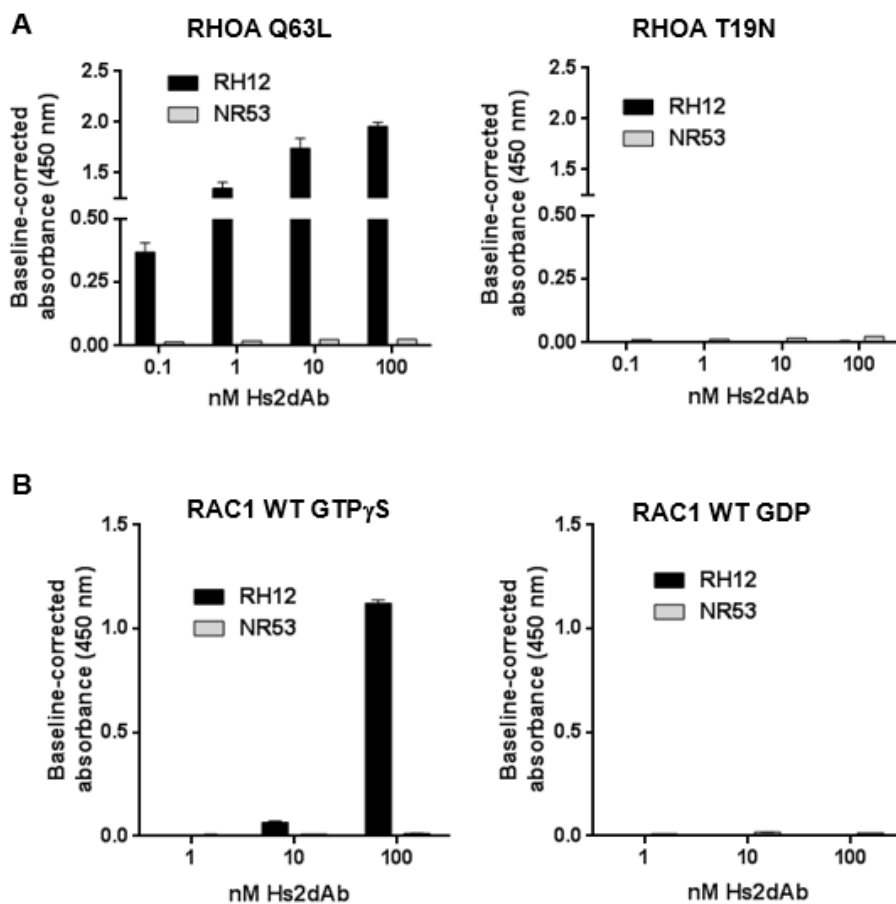 A
RHOA Q63L
RHOA T19N
Baseline-corrected
absorbance (450 nm)
2.5
2.0
1.5
0.50
0.25
0.00
RH12
NR53
0.1 1 10 100
nM Hs2dAb
Baseline-corrected
absorbance (450 nm)
2.5
2.0
1.5
0.50
0.25
0.00
RH12
NR53
0.1 1 10 100
nM Hs2dAb
B
RAC1 WT GTPγS
RAC1 WT GDP
Baseline-corrected
absorbance (450 nm)
1.5
1.0
0.5
0.0
RH12
NR53
1 10 100
nM Hs2dAb
Baseline-corrected
absorbance (450 nm)
1.5
1.0
0.5
0.0
RH12
NR53
1 10 100
nM Hs2dAb